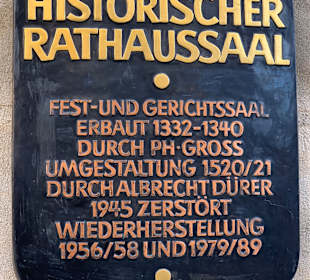 HISTORISCHER
RATHAUSSAAL
FEST-UND GERICHTSSAAL
ERBAUT 1332-1340
DURCH PH·GROSS
UMGESTALTUNG 1520/21
DURCH ALBRECHT DÜRER
1945 ZERSTÖRT
WIEDERHERSTELLUNG
1956/58 UND 1979/89